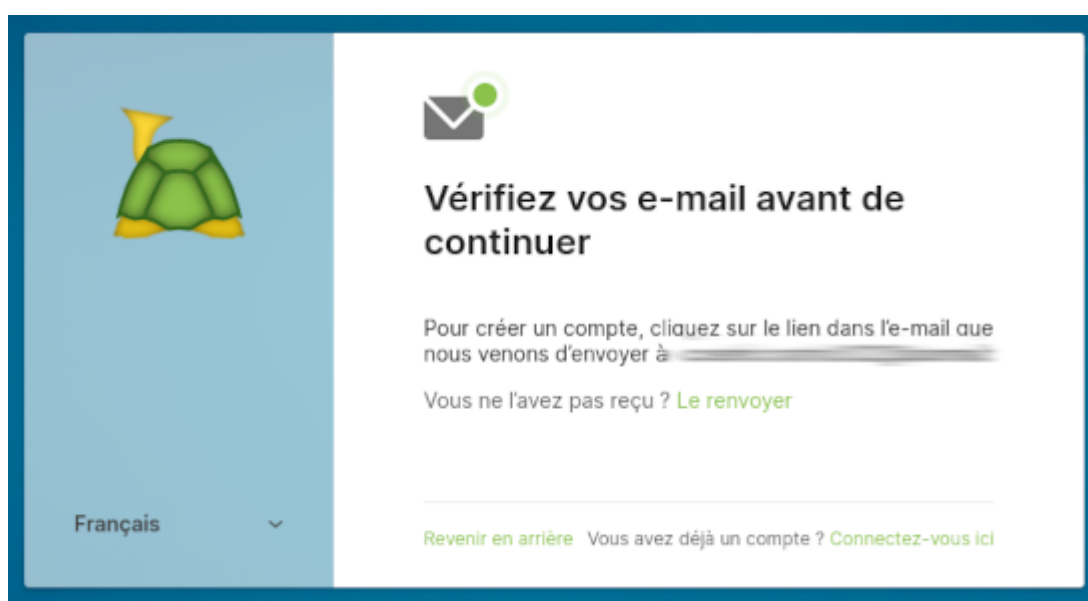 Vérifiez vos e-mail avant de
continuer
Pour créer un compte, cliquez sur le lien dans l'e-mail que
nous venons d'envoyer à
Vous ne l'avez pas reçu ? Le renvoyer
Français
Revenir en arrière Vous avez déjà un compte ? Connectez-vous ici